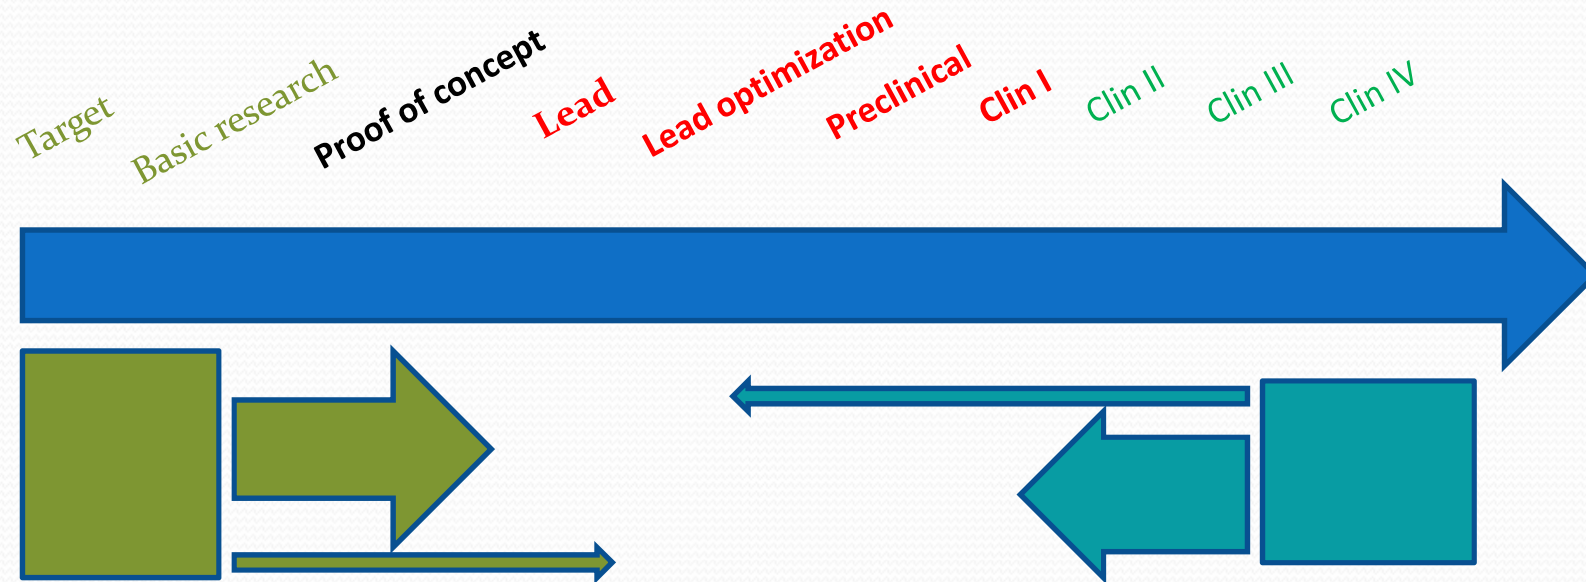 Target
Basic research
Proof of concept
Lead
Lead optimization
Preclinical
Clin I
Clin II
Clin III
Clin IV